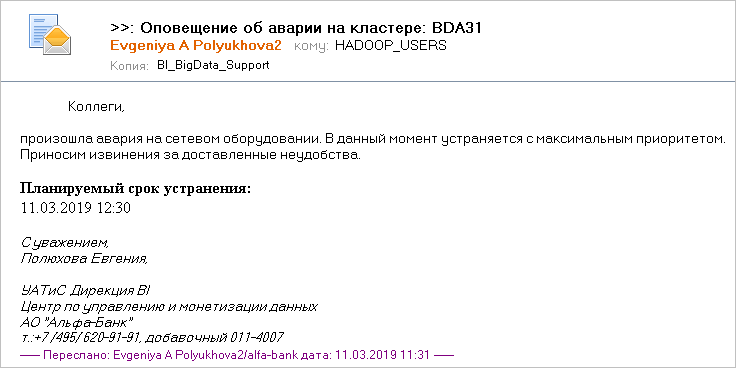 >>: Оповещение об аварии на кластере: BDA31
Evgeniya A Polyukhova2 кому: HADOOP_USERS
Копия: BI_BigData_Support
Коллеги,
произошла авария на сетевом оборудовании. В данный момент устраняется с максимальным приоритетом.
Приносим извинения за доставленные неудобства.
Планируемый срок устранения:
11.03.2019 12:30
С уважением,
Полюхова Евгения,
УАТиС Дирекция BI
Центр по управлению и монетизации данных
АО "Альфа-Банк"
т.:+7 /495/ 620-91-91, добавочный 011-4007
----- Переслано: Evgeniya A Polyukhova2/alfa-bank дата: 11.03.2019 11:31 -----